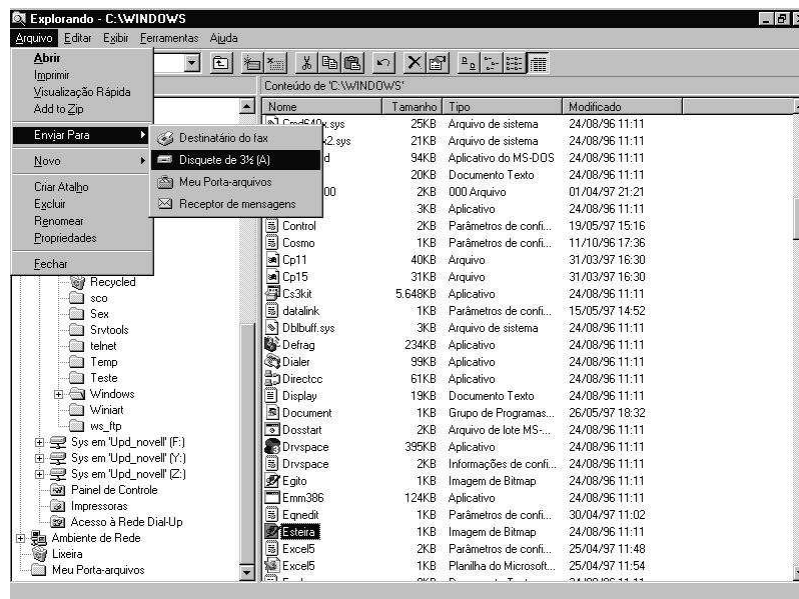 Explorando - C:\WINDOWS
Arquivo Editar Exibir Ferramentas Ajuda
Abrir
Imprimir
Visualização Rápida
Add to Zip
Enviar Para
Novo
Criar Atalho
Excluir
Renomear
Propriedades
Fechar
Destinatário do fax
Disquete de 3½ (A)
Meu Porta-arquivos
Receptor de mensagens
Recycled
sco
Sex
Srvtools
telnet
Temp
Teste
Windows
Winiart
ws_ftp
Sys em 'Upd_novell' (F:)
Sys em 'Upd_novell' (Y:)
Sys em 'Upd_novell' (Z:)
Painel de Controle
Impressoras
Acesso à Rede Dial-Up
Ambiente de Rede
Lixeira
Meu Porta-arquivos
Conteúdo de 'C:\WINDOWS'
Nome Tamanho Tipo Modificado
Cmd640x.sys 25KB Arquivo de sistema 24/08/96 11:11
x2.sys 21KB Arquivo de sistema 24/08/96 11:11
d 94KB Aplicativo do MS-DOS 24/08/96 11:11
20KB Documento Texto 24/08/96 11:11
00 2KB 000 Arquivo 01/04/97 21:21
3KB Aplicativo 24/08/96 11:11
Control 2KB Parâmetros de confi... 19/05/97 15:16
Cosmo 1KB Parâmetros de confi... 11/10/96 17:36
Cp11 40KB Arquivo 31/03/97 16:30
Cp15 31KB Arquivo 31/03/97 16:30
Cs3kit 5.648KB Aplicativo 24/08/96 11:11
datalink 1KB Parâmetros de confi... 15/05/97 14:52
Dblbuff.sys 3KB Arquivo de sistema 24/08/96 11:11
Defrag 234KB Aplicativo 24/08/96 11:11
Dialer 99KB Aplicativo 24/08/96 11:11
Directcc 61KB Aplicativo 24/08/96 11:11
Display 19KB Documento Texto 24/08/96 11:11
Document 1KB Grupo de Programas... 26/05/97 18:32
Dosstart 2KB Arquivo de lote MS-... 24/08/96 11:11
Drvspace 395KB Aplicativo 24/08/96 11:11
Drvspace 2KB Informações de confi... 24/08/96 11:11
Egito 1KB Imagem de Bitmap 24/08/96 11:11
Emm386 124KB Aplicativo 24/08/96 11:11
Eqnedit 1KB Parâmetros de confi... 30/04/97 11:02
Esteira 1KB Imagem de Bitmap 24/08/96 11:11
Excel5 2KB Parâmetros de confi... 25/04/97 11:48
Excel5 1KB Planilha do Microsoft... 25/04/97 11:54